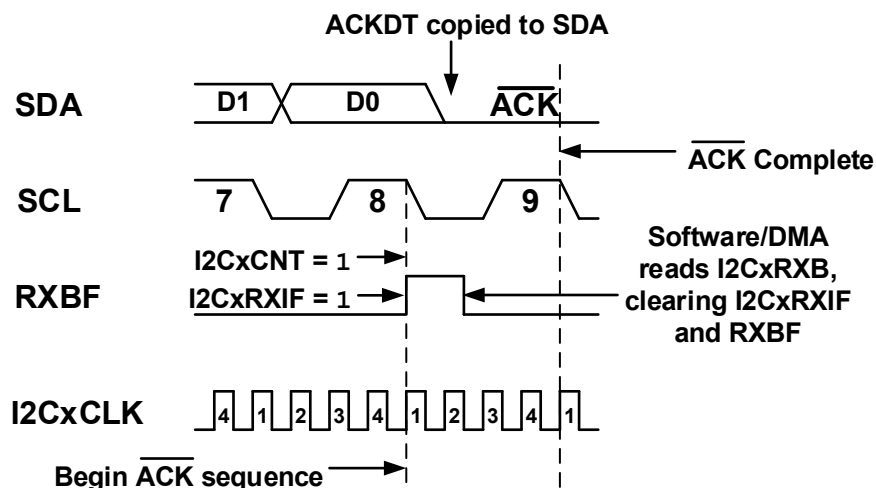 ACKDT copied to SDA
SDA
D1
D0
ACK
ACK Complete
SCL
7
8
9
Software/DMA
reads I2CxRXB,
clearing I2CxRXIF
and RXBF
I2CxCNT = 1
RXBF
I2CxRXIF = 1
I2CxCLK
4 1 2 3 4 1 2 3 4 1
Begin ACK sequence